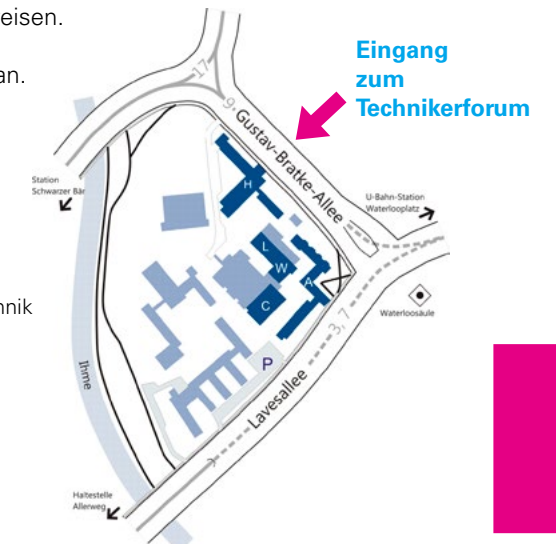 eisen.
an.
Eingang
zum
Technikerforum
17
9
Gustav-Bratke-Allee
Station
Schwarzer Bär
H
U-Bahn-Station
Waterlooplatz
L
W
A
C
hnik
Waterloosäule
3, 7
P
Ihme
Lavesallee
Haltestelle
Allerweg